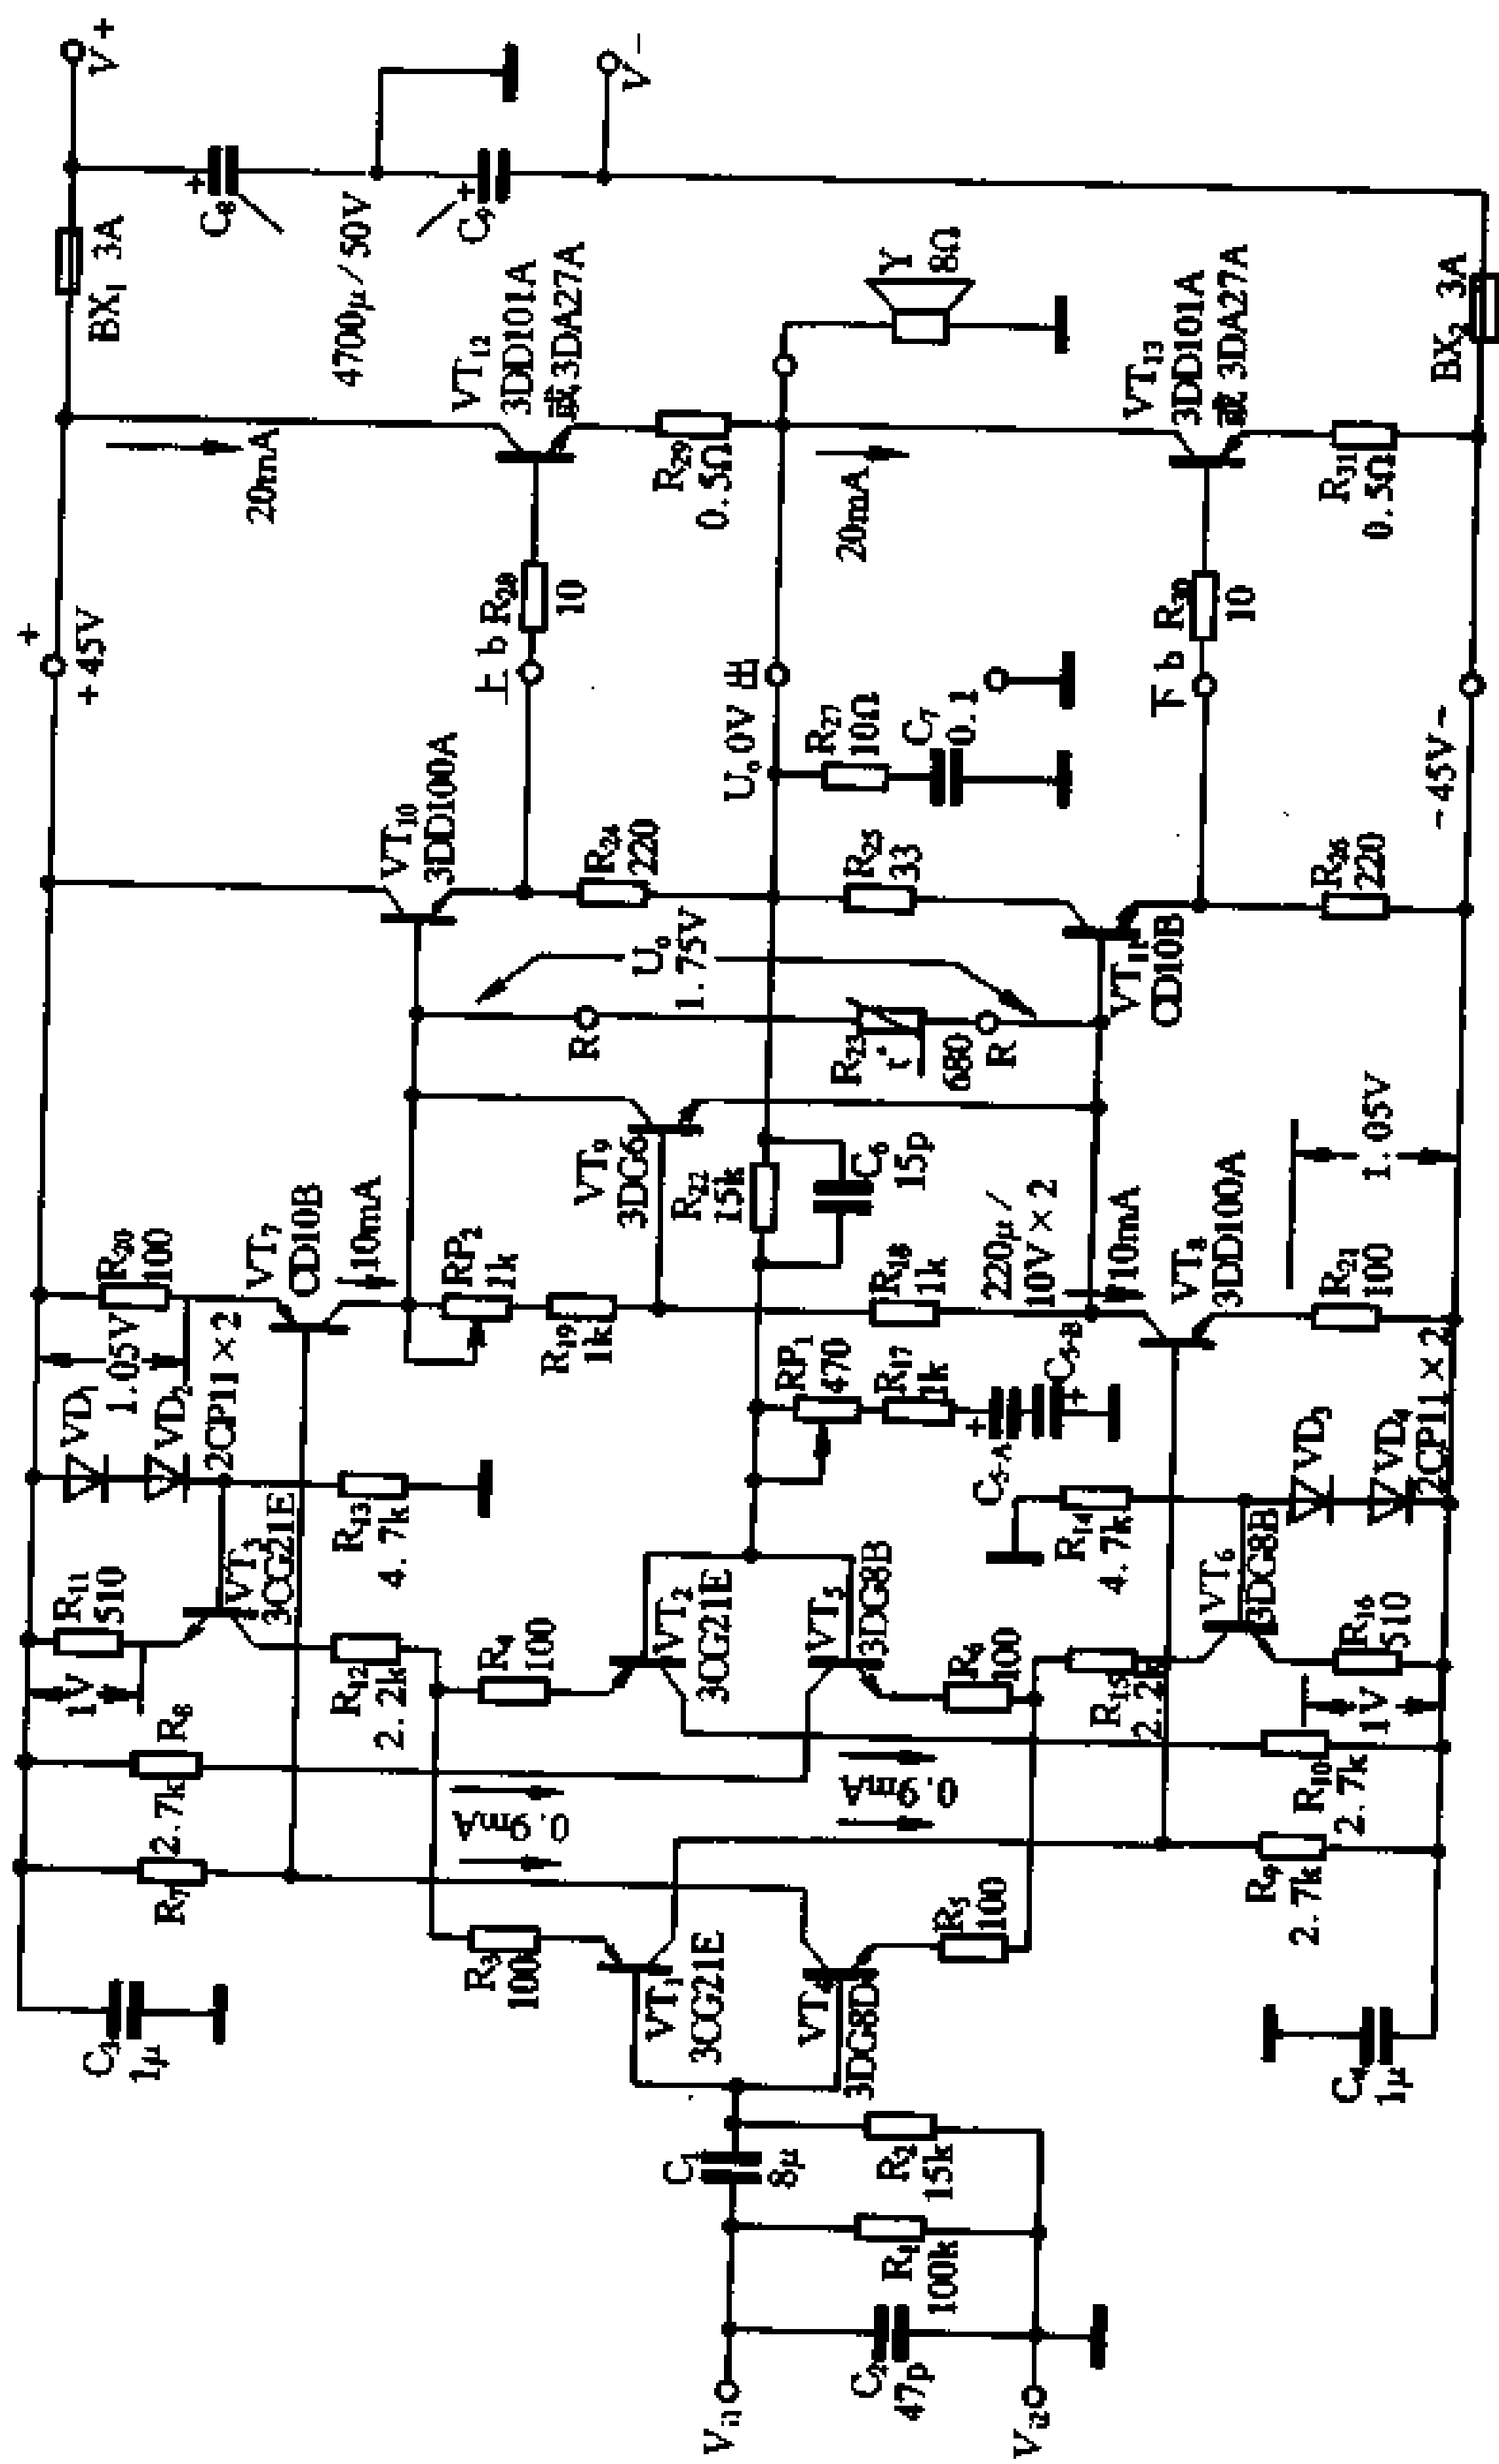 V+
V−
C₈
+
4700μ/50V
+
C₉
BX₁ 3A
VT₁₂
3DD101A
或3DA27A
20mA
R₂₉
0.5Ω
Y
8Ω
20mA
VT₁₃
3DD101A
或3DA27A
R₃₁
0.5Ω
BX₂ 3A
+
+45V
上 b R₂₈
10
U₀ 0V 出
R₂₇
10Ω
C₇
0.1
下 b R₃₀
10
−45V−
VT₁₀
3DD100A
R₂₄
220
R₂₅
33
R₂₆
220
U₀
1.75V
VT₁₁
CD10B
R
R₂₃
t°
680
R
VT₉
3DG6
R₂₂
15k
C₆
15p
R₂₀
100
VT₇
CD10B
10mA
RP₂
1k
R₁₉
1k
R₁₈
1k
220μ/
10V×2
10mA
VT₈
3DD100A
1.05V
R₂₁
100
1.05V
VD₁
VD₂
2CP11×2
RP₁
470
R₁₇
1k
+
C₅₋A
C₅₋B
+
VD₃
VD₄
2CP11×2
R₁₃
4.7k
R₁₄
4.7k
R₁₁
510
1V
VT₃
3CG21E
R₁₂
2.2k
R₄
100
VT₂
3CG21E
VT₅
3DG8B
R₆
100
R₁₅
2.2k
VT₆
3DG8B
R₁₆
510
1V
R₈
2.7k
R₇
0.9mA
0.9mA
R₁₀
2.7k
R₉
2.7k
C₃
1μ
R₃
100
VT₁
3CG21E
VT₄
3DG8D
R₅
100
C₄
1μ
C₁
8μ
R₂
15k
R₁
100k
C₂
47p
Vᵢ₁
Vᵢ₂